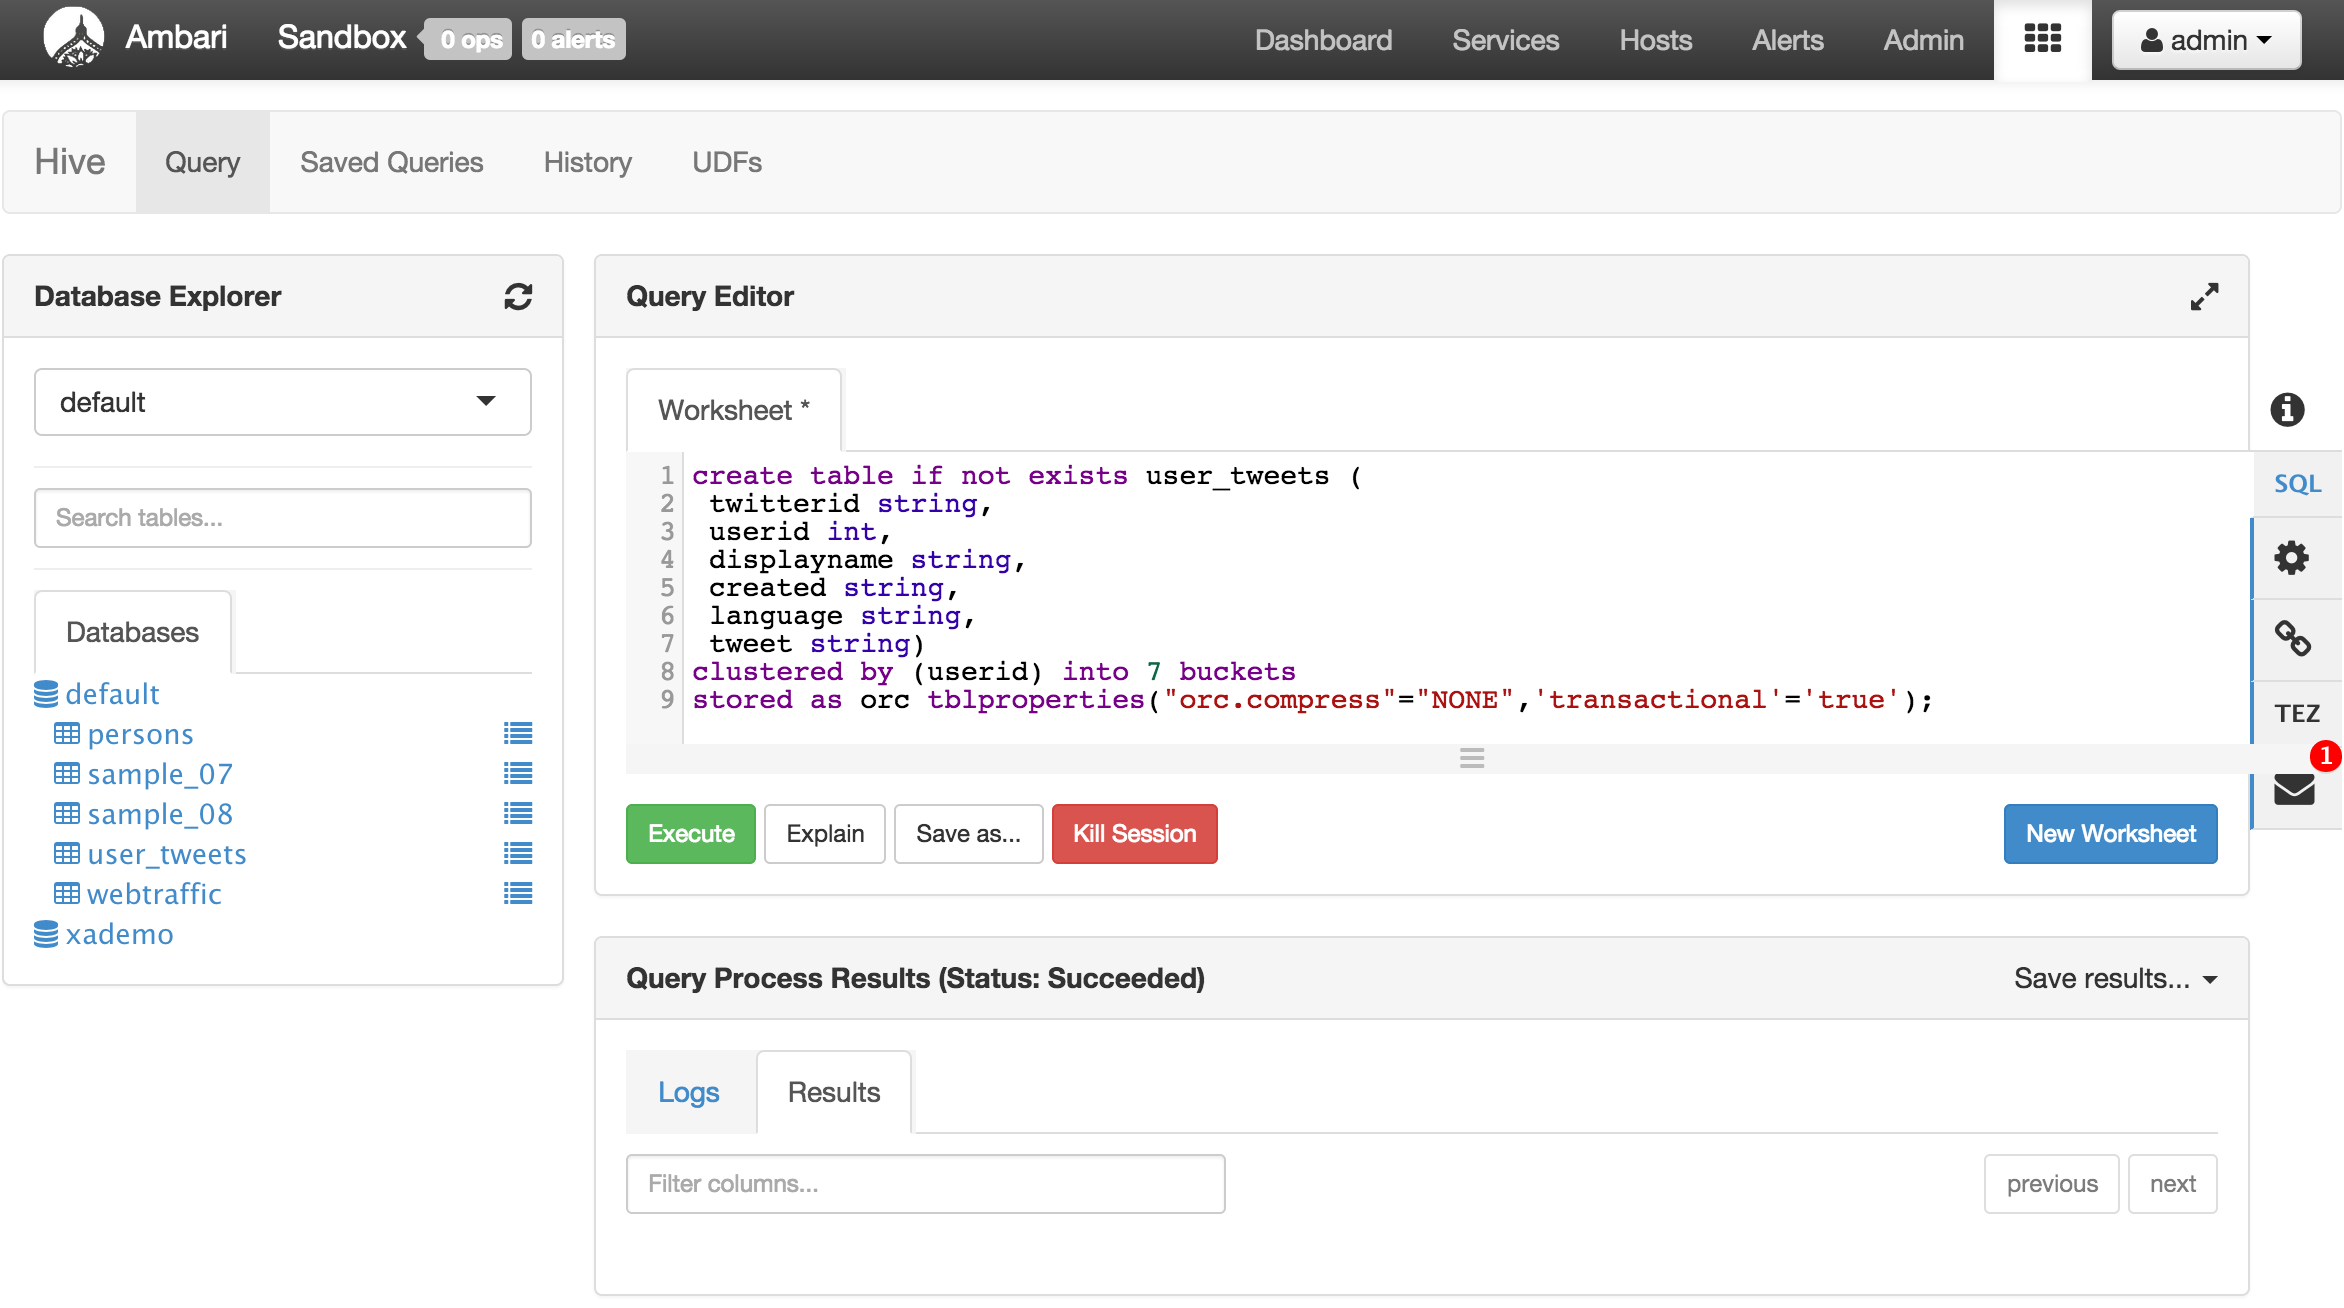 Ambari Sandbox 0 ops 0 alerts Dashboard Services Hosts Alerts Admin admin
Hive Query Saved Queries History UDFs
Database Explorer
default
Search tables...
Databases
default
persons
sample_07
sample_08
user_tweets
webtraffic
xademo
Query Editor
Worksheet *
1 create table if not exists user_tweets (
2 twitterid string,
3 userid int,
4 displayname string,
5 created string,
6 language string,
7 tweet string)
8 clustered by (userid) into 7 buckets
9 stored as orc tblproperties("orc.compress"="NONE",'transactional'='true');
Execute Explain Save as... Kill Session New Worksheet
SQL
TEZ
1
Query Process Results (Status: Succeeded) Save results...
Logs Results
Filter columns... previous next